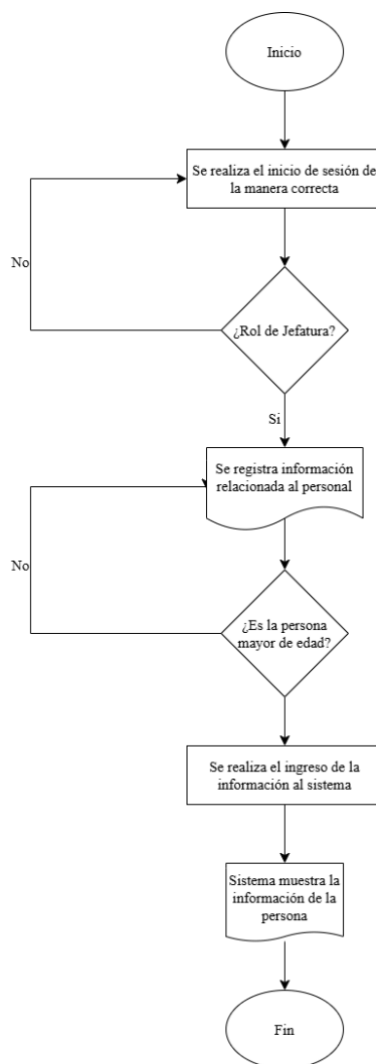 Inicio
Se realiza el inicio de sesión de
la manera correcta
No
¿Rol de Jefatura?
Si
Se registra información
relacionada al personal
No
¿Es la persona
mayor de edad?
Se realiza el ingreso de la
información al sistema
Sistema muestra la
información de la
persona
Fin